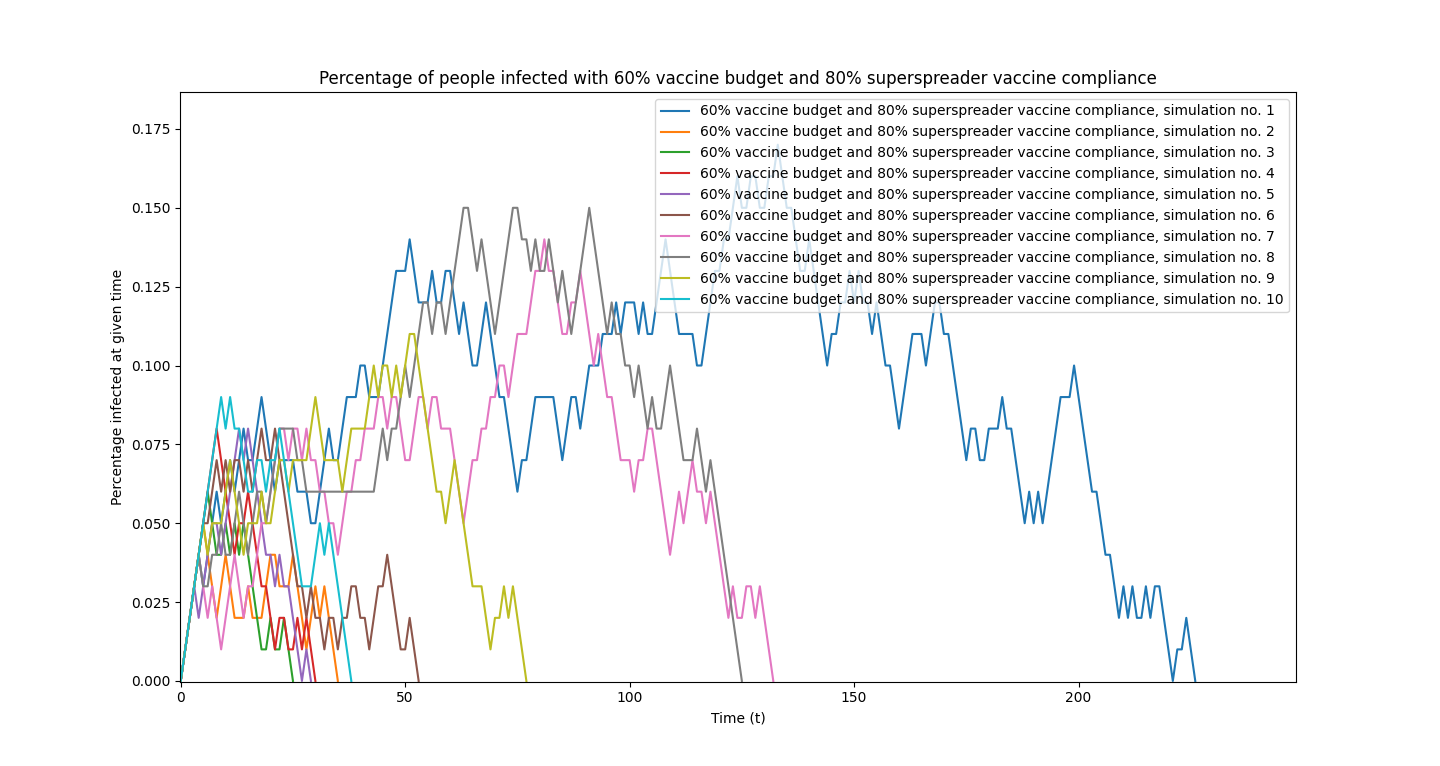 Percentage of people infected with 60% vaccine budget and 80% superspreader vaccine compliance
60% vaccine budget and 80% superspreader vaccine compliance, simulation no. 1
60% vaccine budget and 80% superspreader vaccine compliance, simulation no. 2
60% vaccine budget and 80% superspreader vaccine compliance, simulation no. 3
60% vaccine budget and 80% superspreader vaccine compliance, simulation no. 4
60% vaccine budget and 80% superspreader vaccine compliance, simulation no. 5
60% vaccine budget and 80% superspreader vaccine compliance, simulation no. 6
60% vaccine budget and 80% superspreader vaccine compliance, simulation no. 7
60% vaccine budget and 80% superspreader vaccine compliance, simulation no. 8
60% vaccine budget and 80% superspreader vaccine compliance, simulation no. 9
60% vaccine budget and 80% superspreader vaccine compliance, simulation no. 10
Percentage infected at given time
0.175
0.150
0.125
0.100
0.075
0.050
0.025
0.000
0 50 100 150 200
Time (t)